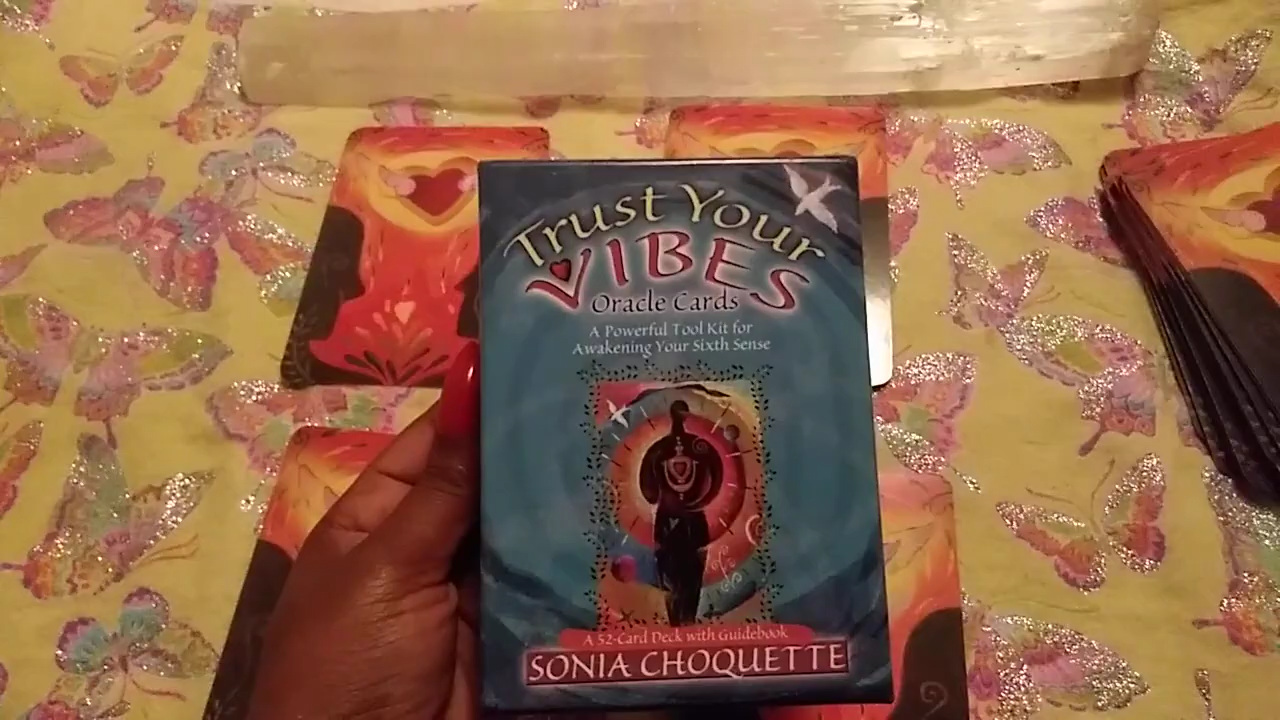 Trust Your
VIBES
Oracle Cards
A Powerful Tool Kit for
Awakening Your Sixth Sense
A 52-Card Deck with Guidebook
SONIA CHOQUETTE